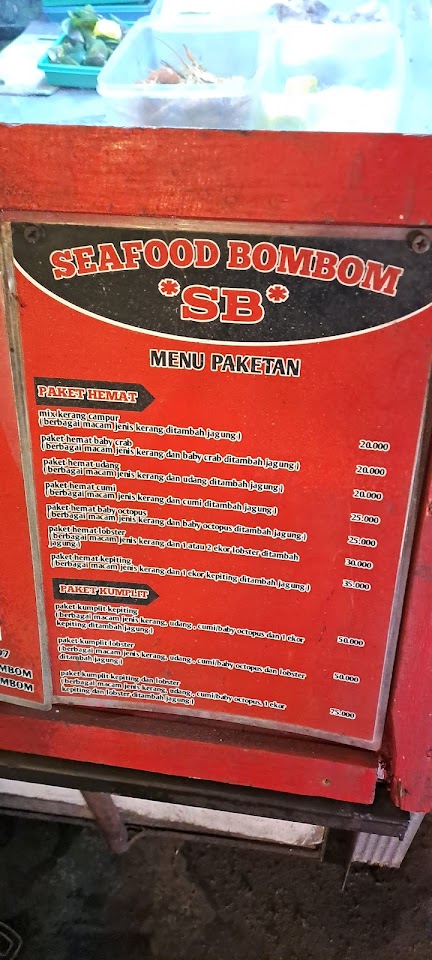 SEAFOOD BOMBOM
*SB*
MENU PAKETAN
PAKET HEMAT
mix kerang campur
( berbagai macam jenis kerang ditambah jagung ) 20.000
paket hemat baby crab
( berbagai macam jenis kerang dan baby crab ditambah jagung ) 20.000
paket hemat udang
( berbagai macam jenis kerang dan udang ditambah jagung ) 20.000
paket hemat cumi
( berbagai macam jenis kerang dan cumi ditambah jagung ) 25.000
paket hemat baby octopus
( berbagai macam jenis kerang dan baby octopus ditambah jagung ) 25.000
paket hemat lobster
( berbagai macam jenis kerang dan 1 atau 2 ekor lobster ditambah
jagung ) 30.000
paket hemat kepiting
( berbagai macam jenis kerang dan 1 ekor kepiting ditambah jagung ) 35.000
PAKET KUMPLIT
paket kumplit kepiting
( berbagai macam jenis kerang, udang , cumi/baby octopus dan 1 ekor
kepiting ditambah jagung ) 50.000
paket kumplit lobster
( berbagai macam jenis kerang, udang , cumi/baby octopus dan lobster
ditambah jagung ) 50.000
paket kumplit kepiting dan lobster
( berbagai macam jenis kerang, udang , cumi/baby octopus, 1 ekor
kepiting dan lobster ditambah jagung ) 75.000
97
MBOM
BOM